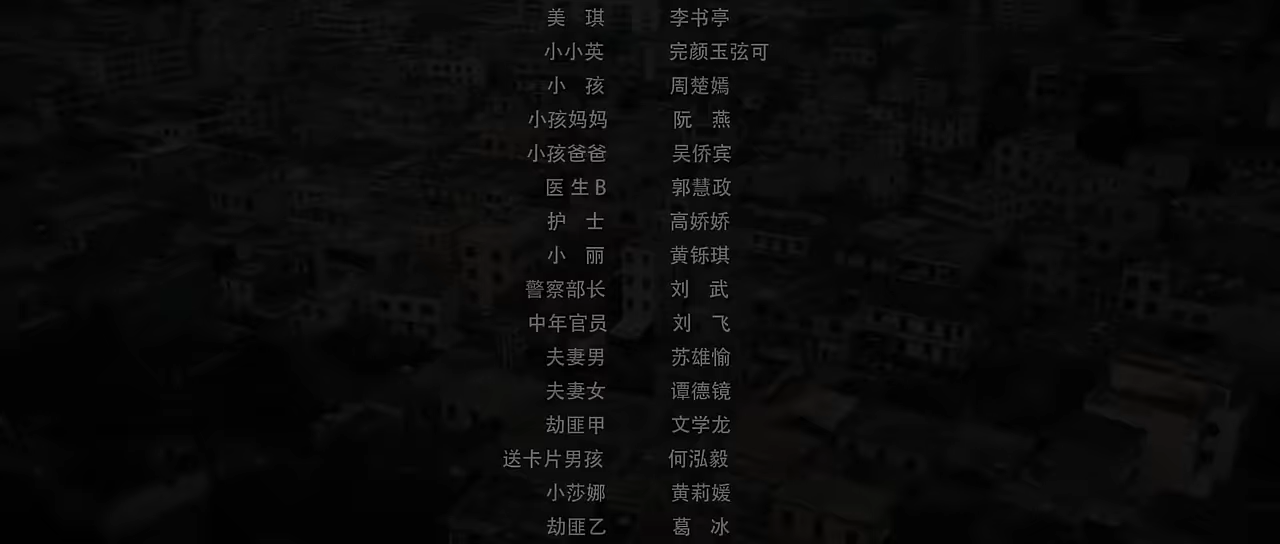 美 琪 李书亭
小小英 完颜玉弦可
小 孩 周楚嫣
小孩妈妈 阮 燕
小孩爸爸 吴侨宾
医生B 郭慧政
护 士 高娇娇
小 丽 黄铄琪
警察部长 刘 武
中年官员 刘 飞
夫妻男 苏雄愉
夫妻女 谭德镜
劫匪甲 文学龙
送卡片男孩 何泓毅
小莎娜 黄莉媛
劫匪乙 葛 冰